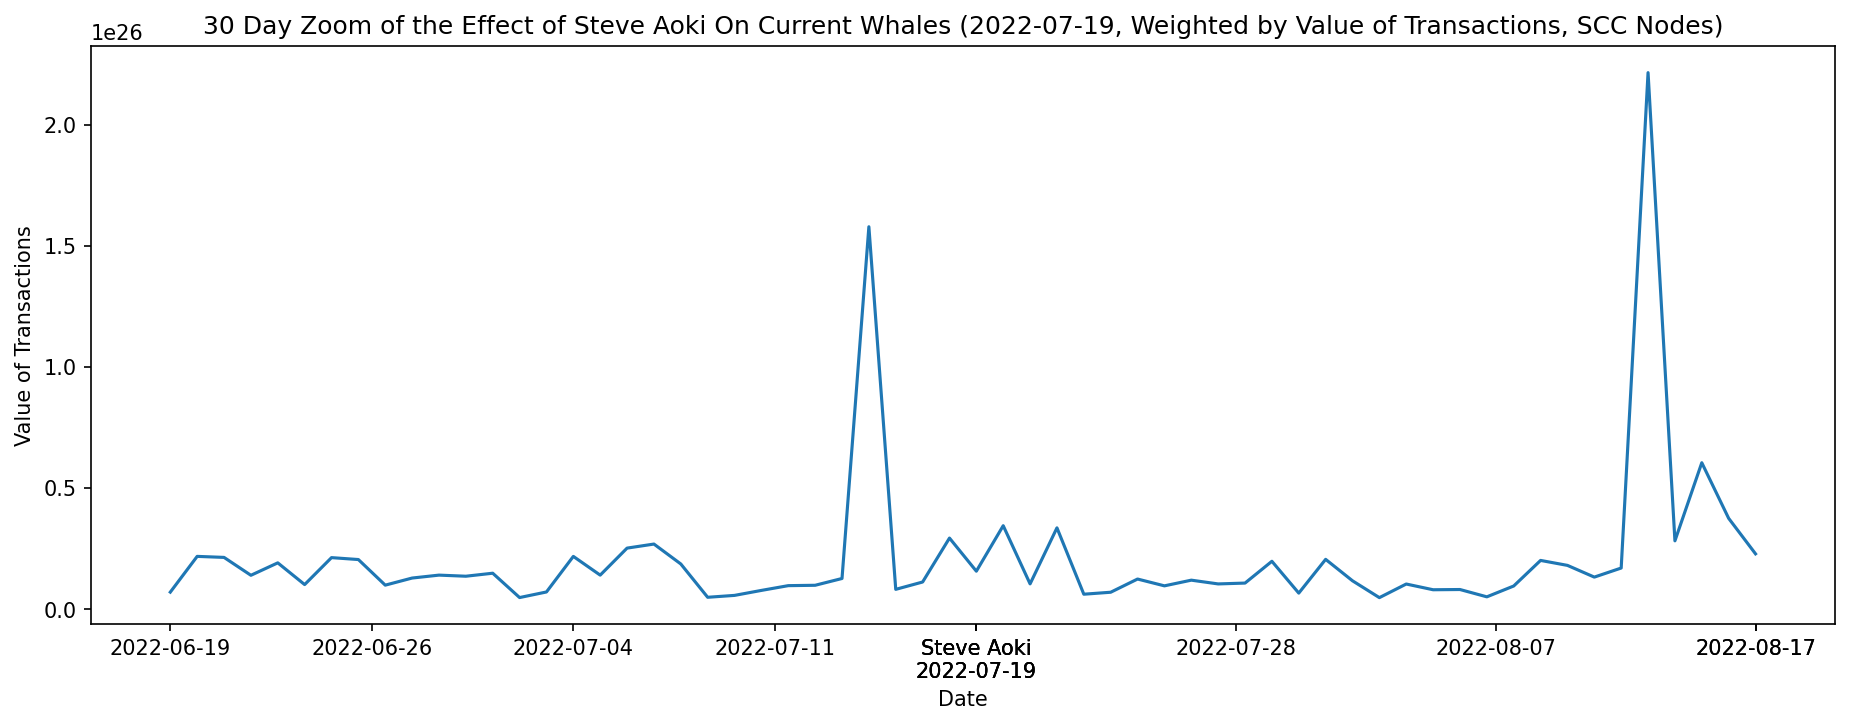 30 Day Zoom of the Effect of Steve Aoki On Current Whales (2022-07-19, Weighted by Value of Transactions, SCC Nodes)
1e26
2.0
1.5
1.0
0.5
0.0
Value of Transactions
2022-06-19
2022-06-26
2022-07-04
2022-07-11
Steve Aoki
2022-07-19
2022-07-28
2022-08-07
2022-08-17
Date